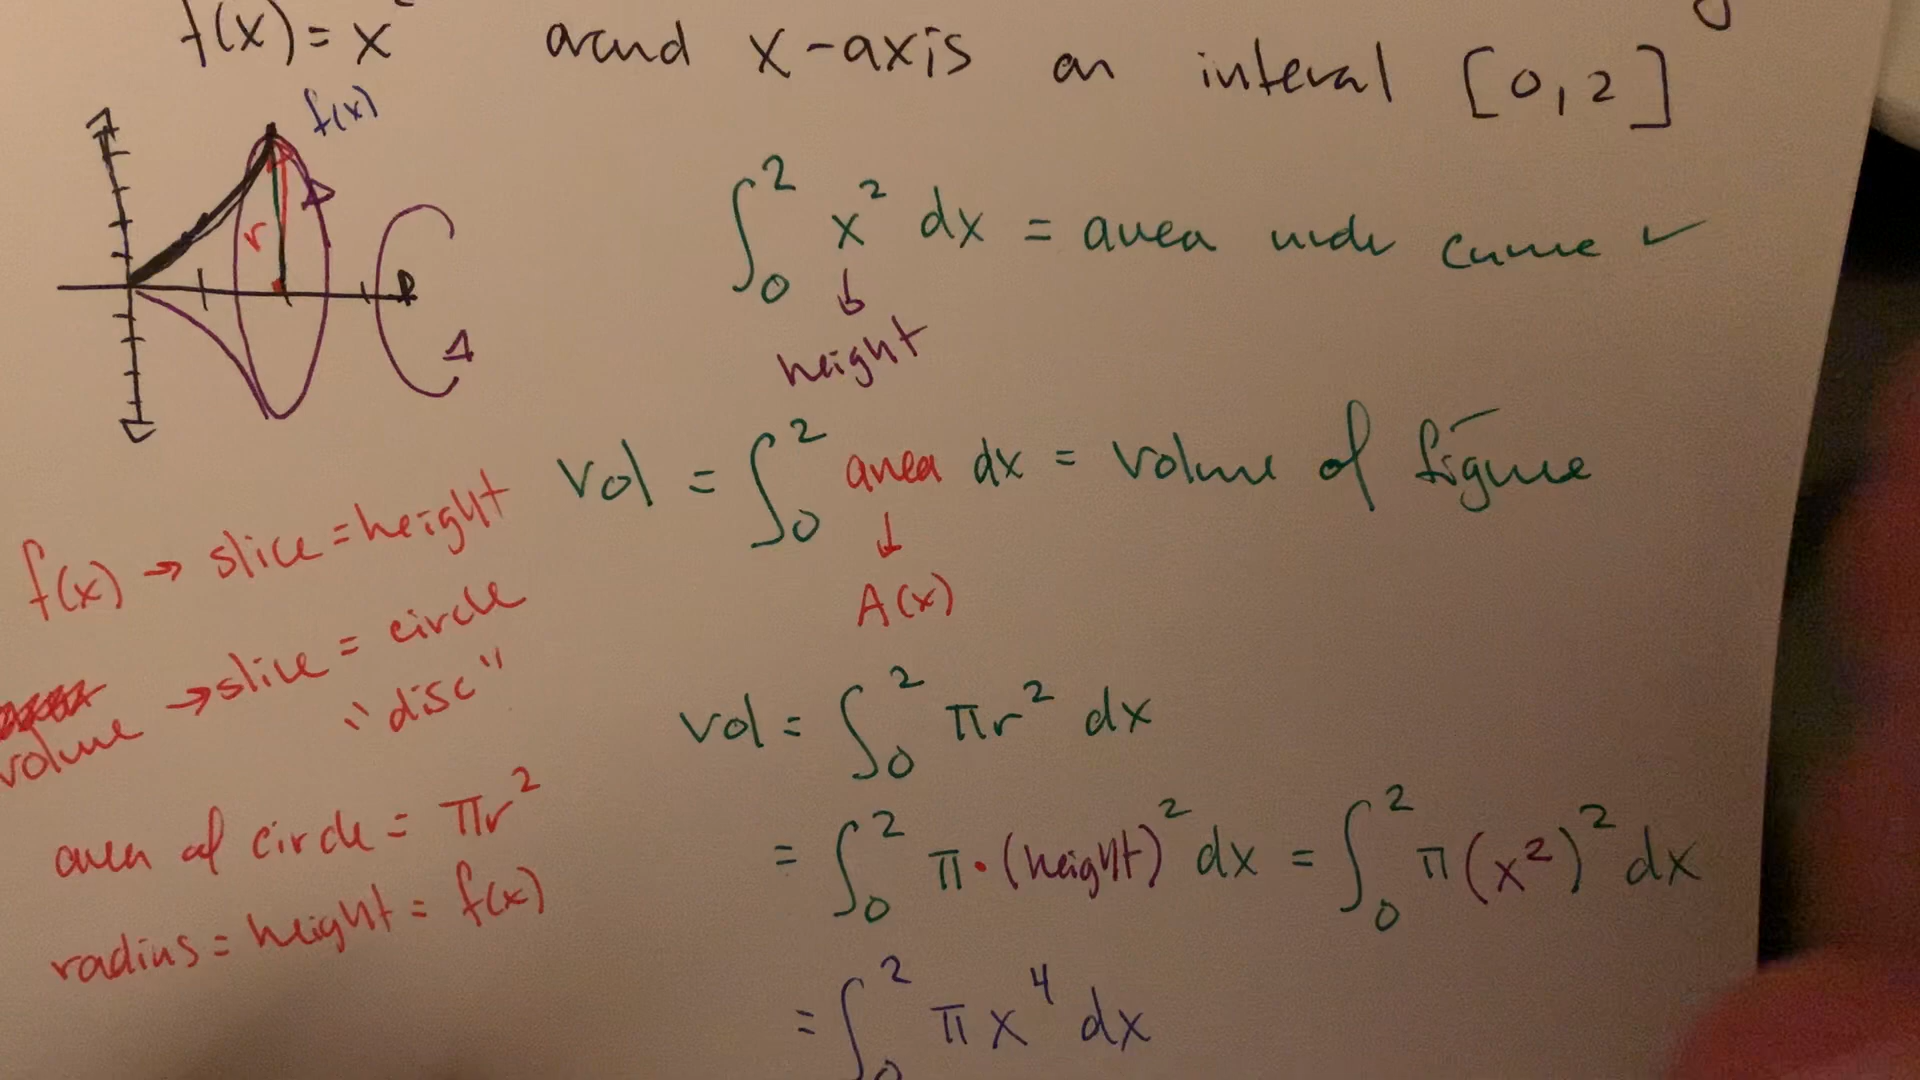 f(x) = x² around x-axis on interval [0,2]
f(x)
r
∫₀² x² dx = area under curve ✓
height
Vol = ∫₀² area dx = volume of figure
A(x)
f(x) → slice = height
volume → slice = circle
"disc"
area of circle = πr²
radius = height = f(x)
Vol = ∫₀² πr² dx
= ∫₀² π · (height)² dx = ∫₀² π(x²)² dx
= ∫₀² πx⁴ dx